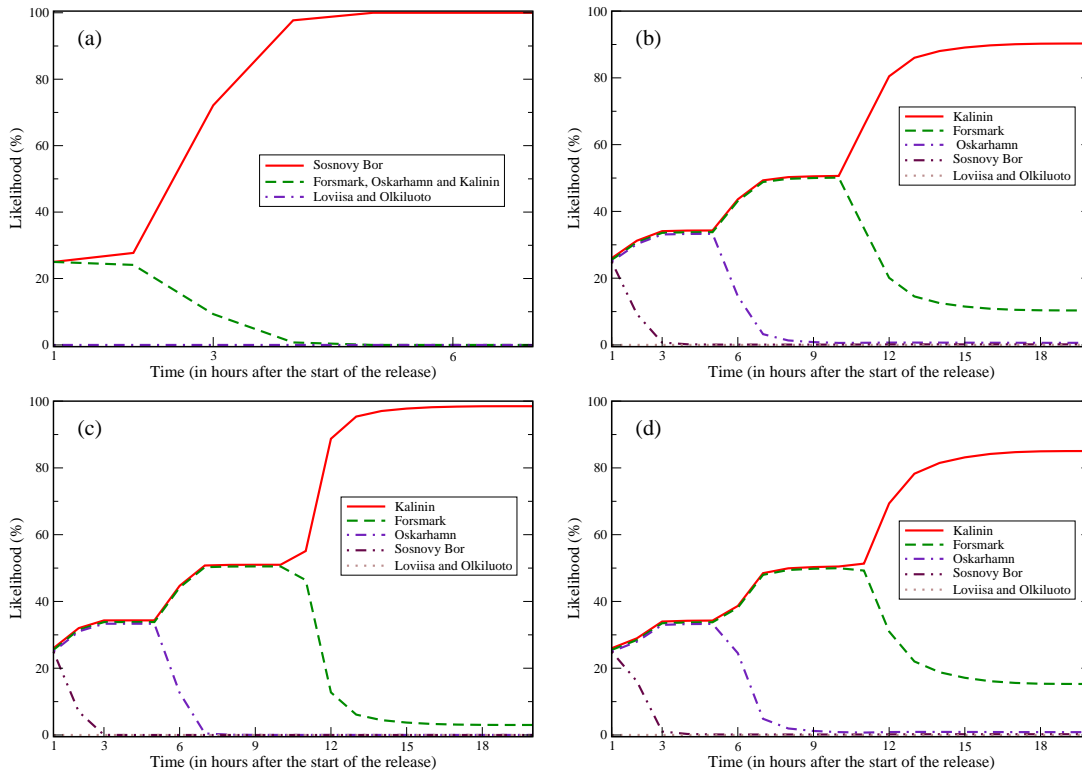 (a)
100
80
60
40
20
0
Likelihood (%)
Sosnovy Bor
Forsmark, Oskarhamn and Kalinin
Loviisa and Olkiluoto
1 3 6
Time (in hours after the start of the release)
(b)
100
80
60
40
20
0
Likelihood (%)
Kalinin
Forsmark
Oskarhamn
Sosnovy Bor
Loviisa and Olkiluoto
1 3 6 9 12 15 18
Time (in hours after the start of the release)
(c)
100
80
60
40
20
0
Likelihood (%)
Kalinin
Forsmark
Oskarhamn
Sosnovy Bor
Loviisa and Olkiluoto
1 3 6 9 12 15 18
Time (in hours after the start of the release)
(d)
100
80
60
40
20
0
Likelihood (%)
Kalinin
Forsmark
Oskarhamn
Sosnovy Bor
Loviisa and Olkiluoto
1 3 6 9 12 15 18
Time (in hours after the start of the release)